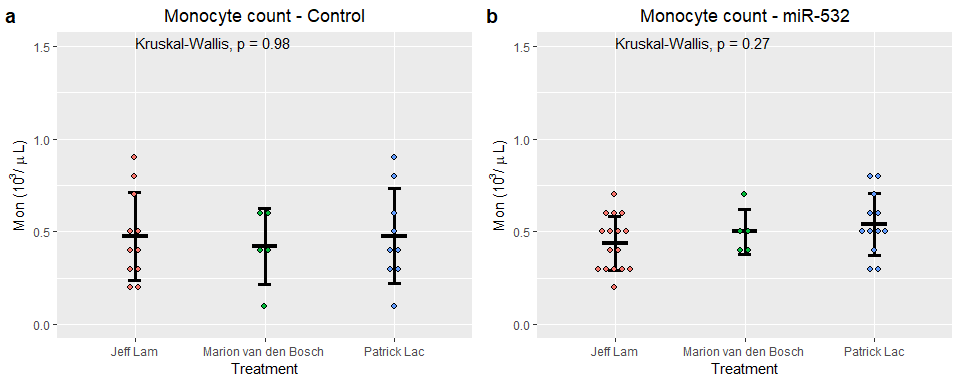 a
Monocyte count - Control
Kruskal-Wallis, p = 0.98
1.5
1.0
0.5
0.0
Mon (10³/ μ L)
Jeff Lam
Marion van den Bosch
Patrick Lac
Treatment
b
Monocyte count - miR-532
Kruskal-Wallis, p = 0.27
1.5
1.0
0.5
0.0
Mon (10³/ μ L)
Jeff Lam
Marion van den Bosch
Patrick Lac
Treatment